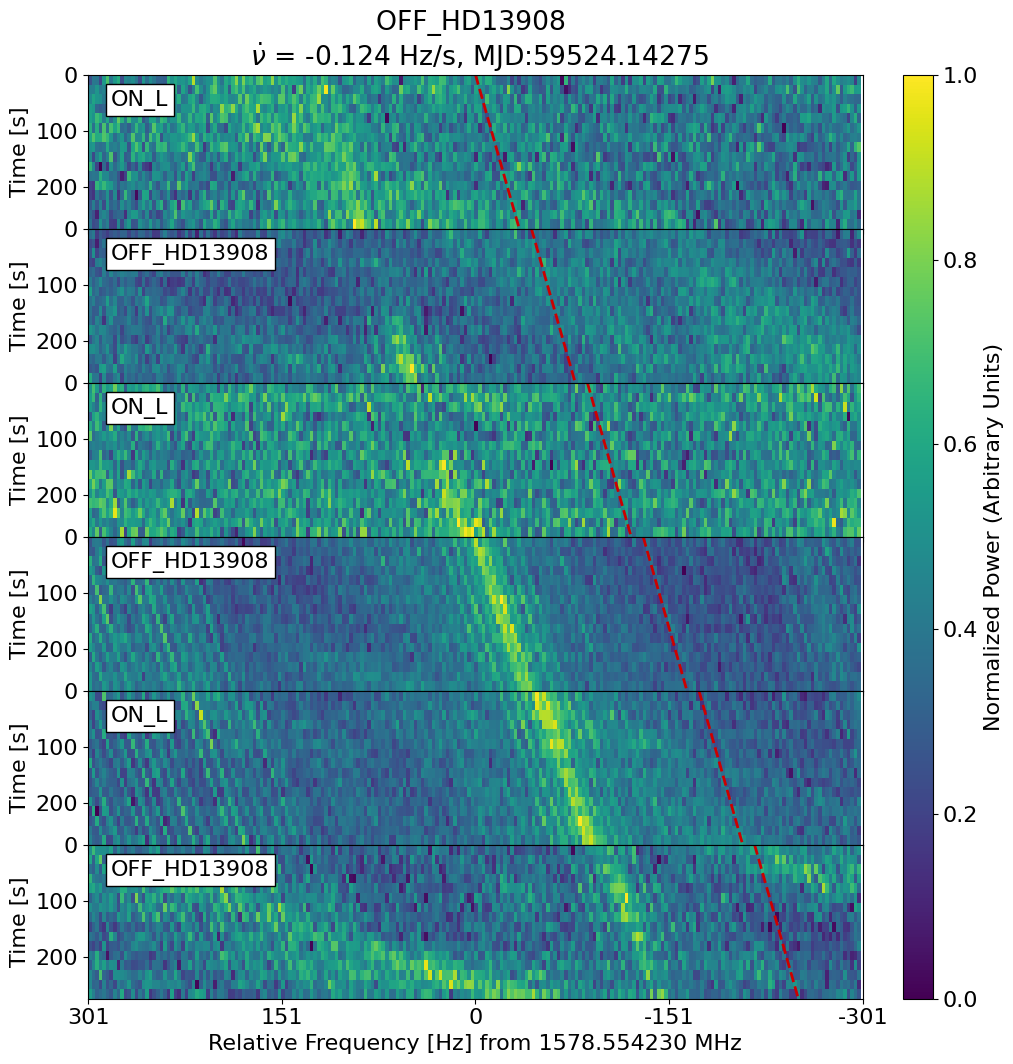 OFF_HD13908
ν̇ = -0.124 Hz/s, MJD:59524.14275
0
ON_L
100
200
Time [s]
0
OFF_HD13908
100
200
Time [s]
0
ON_L
100
200
Time [s]
0
OFF_HD13908
100
200
Time [s]
0
ON_L
100
200
Time [s]
0
OFF_HD13908
100
200
Time [s]
301 151 0 -151 -301
Relative Frequency [Hz] from 1578.554230 MHz
1.0
0.8
0.6
0.4
0.2
0.0
Normalized Power (Arbitrary Units)